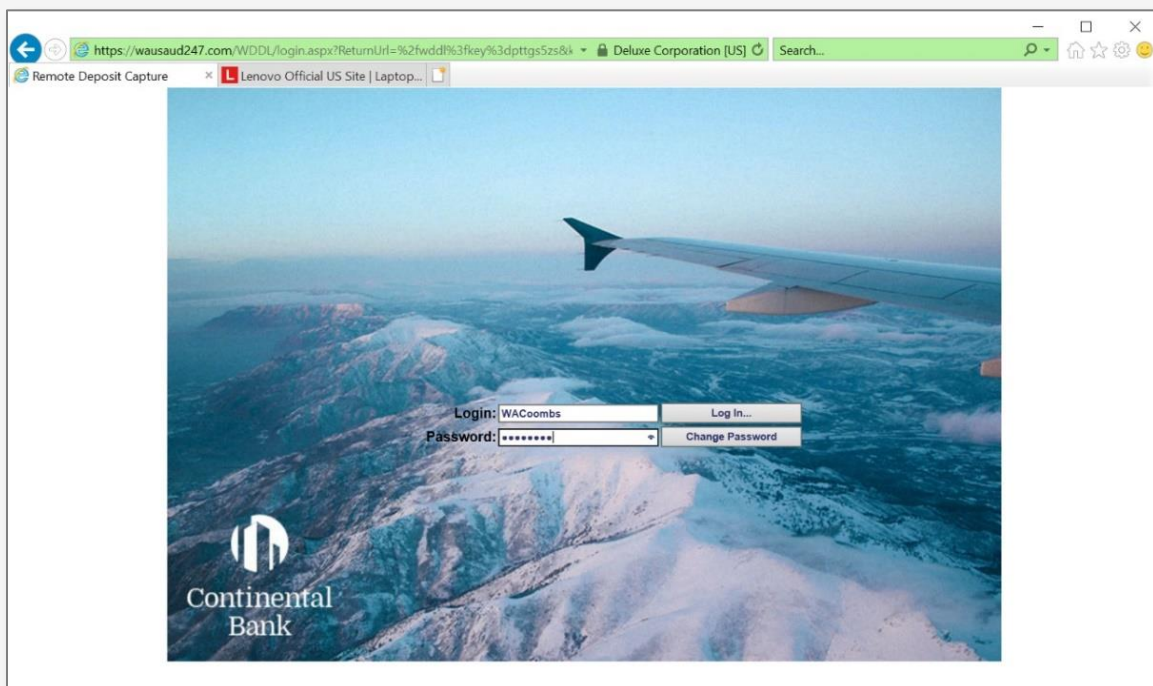 https://wausaud247.com/WDDL/login.aspx?ReturnUrl=%2fwddl%3fkey%3dpttgs5zs&k Deluxe Corporation [US] Search...
Remote Deposit Capture × L Lenovo Official US Site | Laptop...
Login: WACoombs Log In...
Password: •••••••• Change Password
Continental
Bank